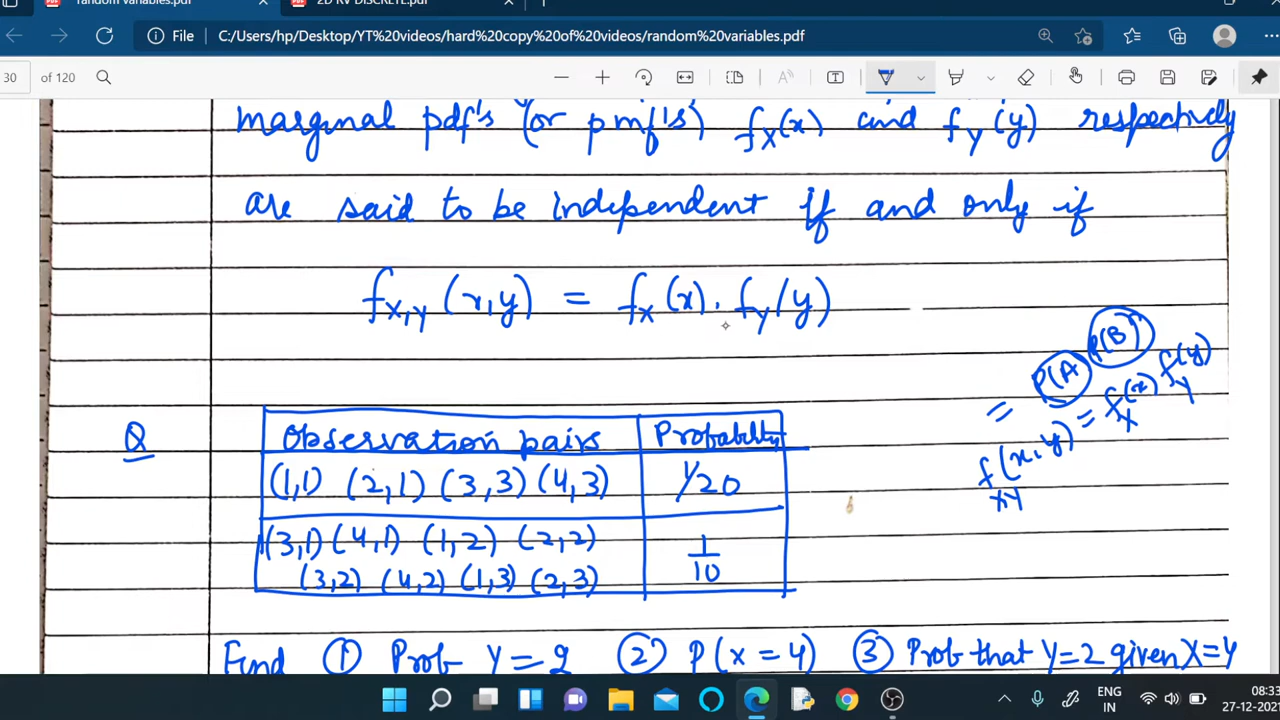 random variables.pdf
2D RV DISCRETE.pdf
File C:/Users/hp/Desktop/YT%20videos/hard%20copy%20of%20videos/random%20variables.pdf
30 of 120
marginal pdf's (or pmf's) fX(x) and fY(y) respectively
are said to be independent if and only if
fX,Y (x,y) = fX(x). fY(y)
= P(A P(B)
fXY(x,y) = fX(x) fY(y)
Q
Observation pairs Probability
(1,1) (2,1) (3,3) (4,3) 1/20
(3,1) (4,1) (1,2) (2,2)
(3,2) (4,2) (1,3) (2,3) 1/10
Find ① Prob Y=2 ② P(x=4) ③ Prob that Y=2 given X=4
ENG
IN
08:33
27-12-202